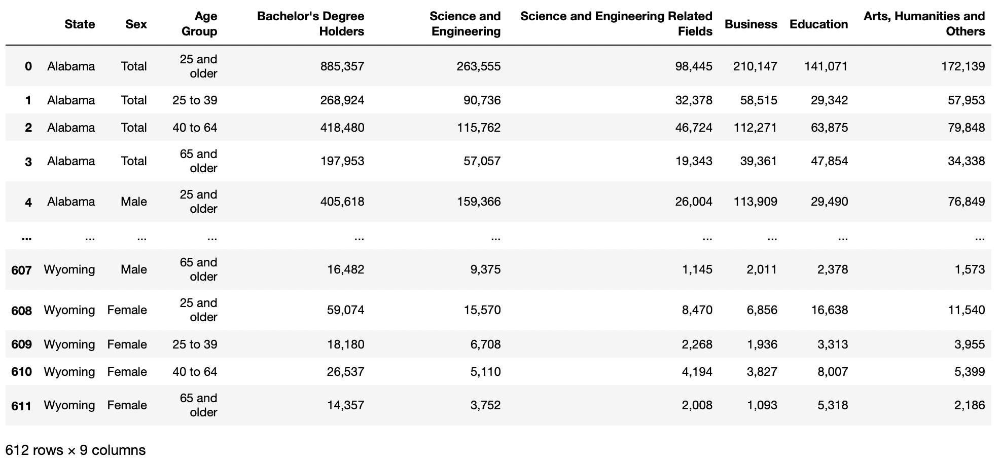 State Sex Age Group Bachelor's Degree Holders Science and Engineering Science and Engineering Related Fields Business Education Arts, Humanities and Others
0 Alabama Total 25 and older 885,357 263,555 98,445 210,147 141,071 172,139
1 Alabama Total 25 to 39 268,924 90,736 32,378 58,515 29,342 57,953
2 Alabama Total 40 to 64 418,480 115,762 46,724 112,271 63,875 79,848
3 Alabama Total 65 and older 197,953 57,057 19,343 39,361 47,854 34,338
4 Alabama Male 25 and older 405,618 159,366 26,004 113,909 29,490 76,849
... ... ... ... ... ... ... ... ... ...
607 Wyoming Male 65 and older 16,482 9,375 1,145 2,011 2,378 1,573
608 Wyoming Female 25 and older 59,074 15,570 8,470 6,856 16,638 11,540
609 Wyoming Female 25 to 39 18,180 6,708 2,268 1,936 3,313 3,955
610 Wyoming Female 40 to 64 26,537 5,110 4,194 3,827 8,007 5,399
611 Wyoming Female 65 and older 14,357 3,752 2,008 1,093 5,318 2,186
612 rows × 9 columns